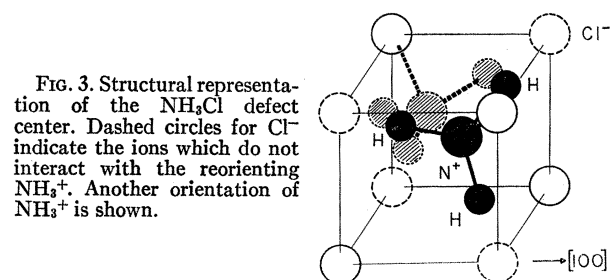 FIG. 3. Structural representa-
tion of the NH₃Cl defect
center. Dashed circles for Cl⁻
indicate the ions which do not
interact with the reorienting
NH₃⁺. Another orientation of
NH₃⁺ is shown.
Cl⁻
H
H
N⁺
H
[100]